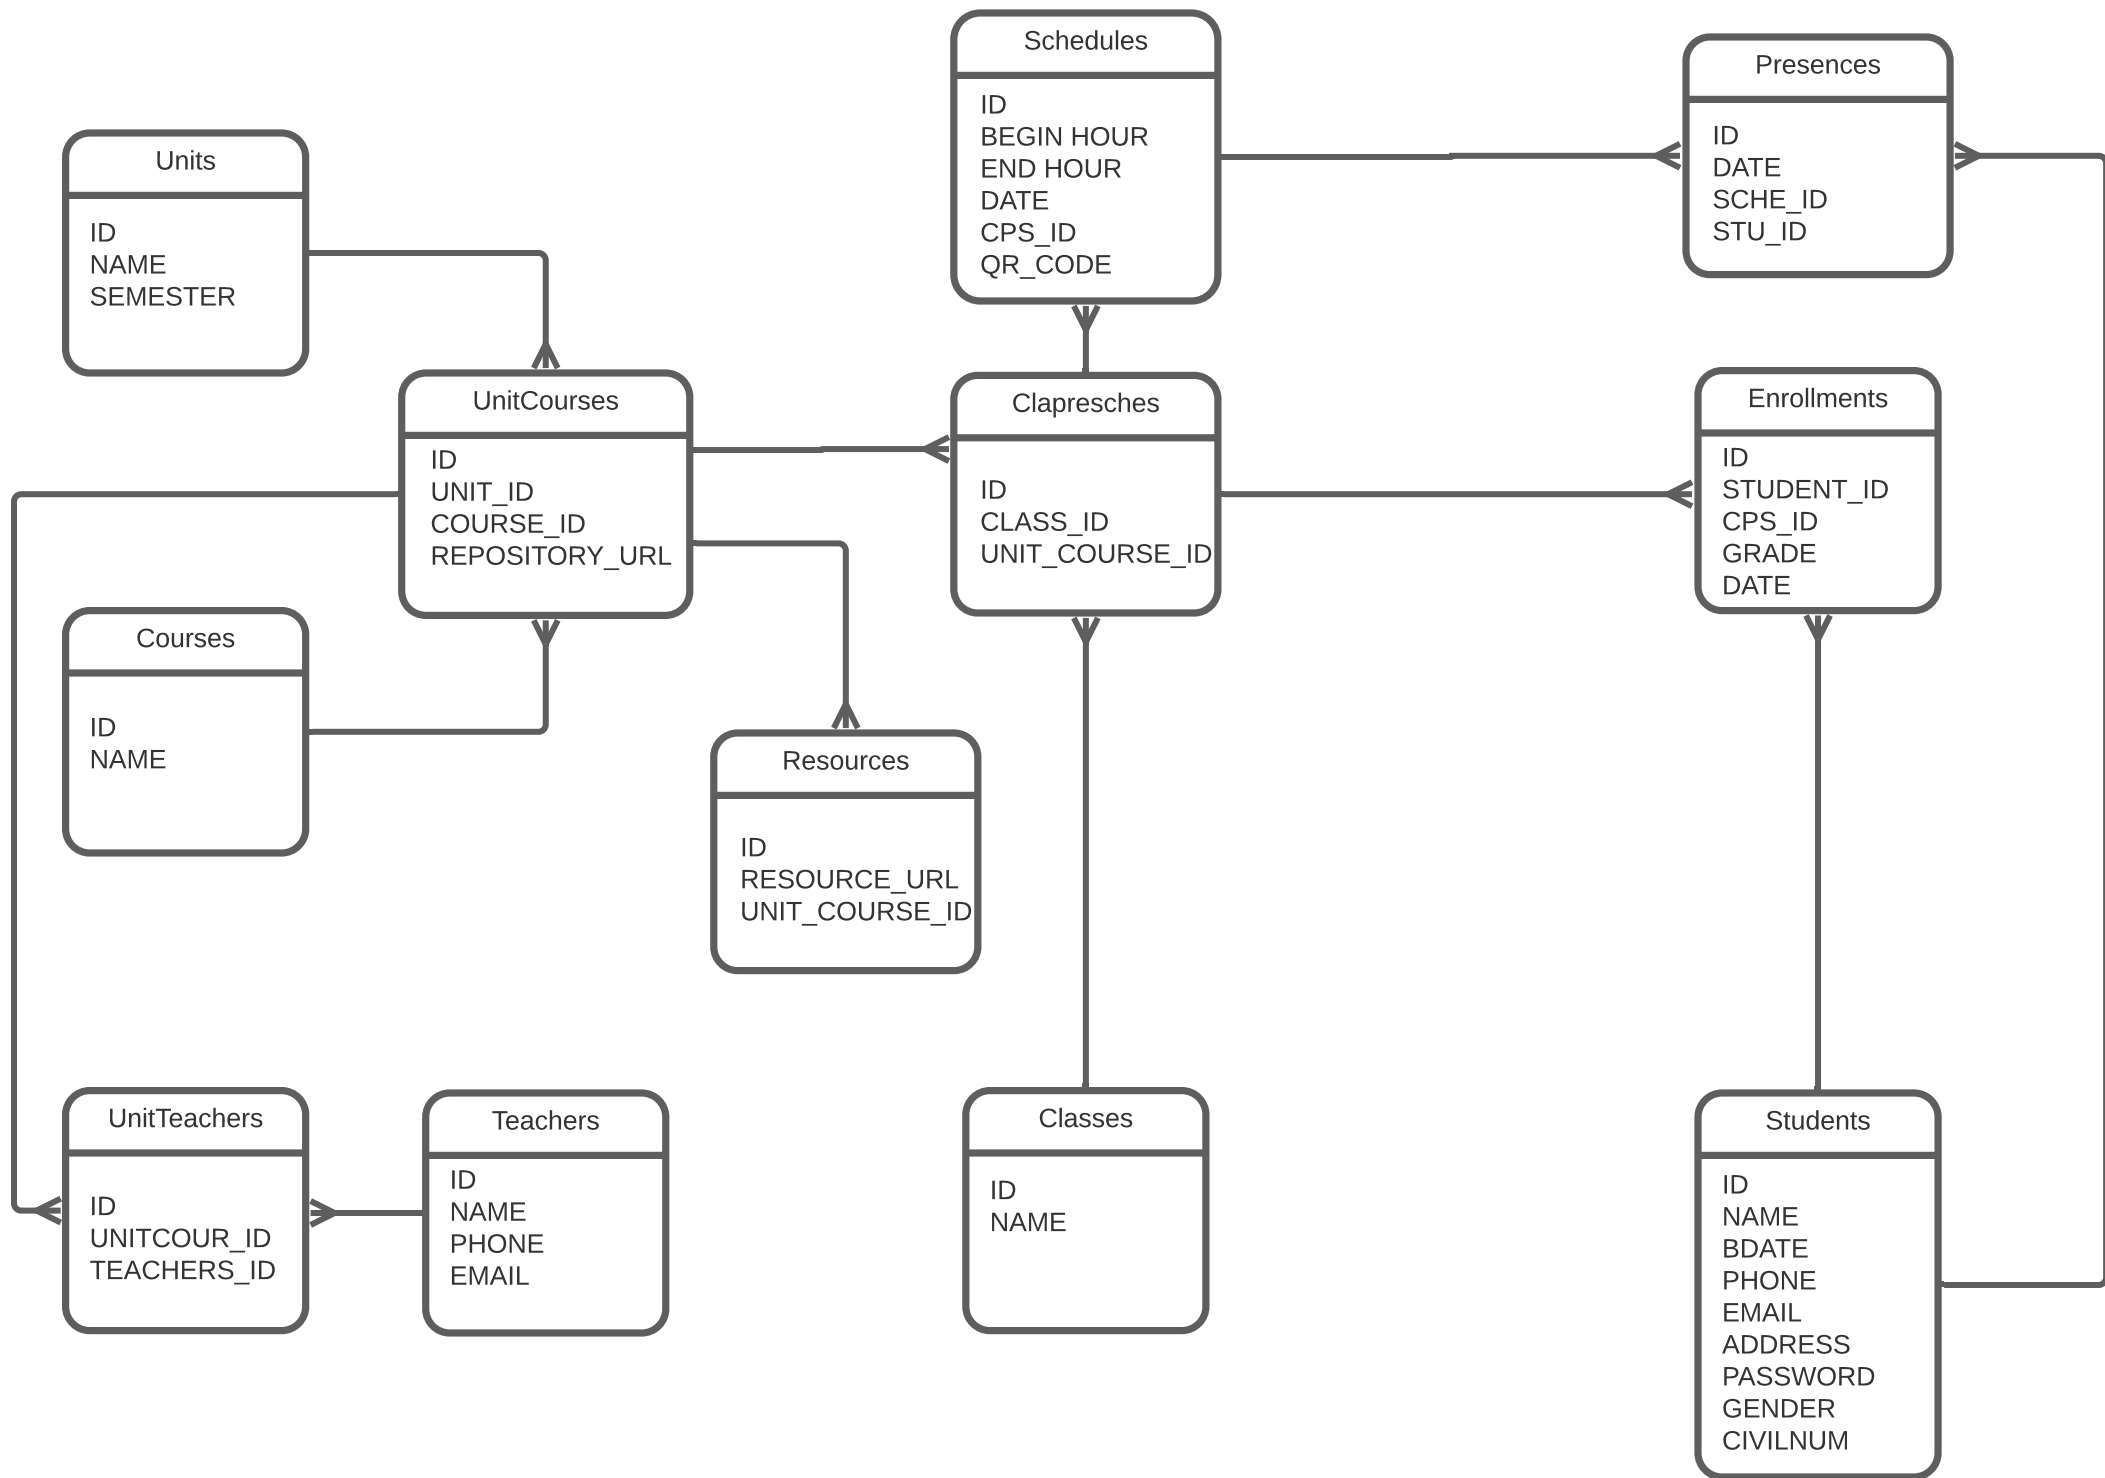 Schedules
ID
BEGIN HOUR
END HOUR
DATE
CPS_ID
QR_CODE
Presences
ID
DATE
SCHE_ID
STU_ID
Units
ID
NAME
SEMESTER
UnitCourses
ID
UNIT_ID
COURSE_ID
REPOSITORY_URL
Clapresches
ID
CLASS_ID
UNIT_COURSE_ID
Enrollments
ID
STUDENT_ID
CPS_ID
GRADE
DATE
Courses
ID
NAME
Resources
ID
RESOURCE_URL
UNIT_COURSE_ID
UnitTeachers
ID
UNITCOUR_ID
TEACHERS_ID
Teachers
ID
NAME
PHONE
EMAIL
Classes
ID
NAME
Students
ID
NAME
BDATE
PHONE
EMAIL
ADDRESS
PASSWORD
GENDER
CIVILNUM